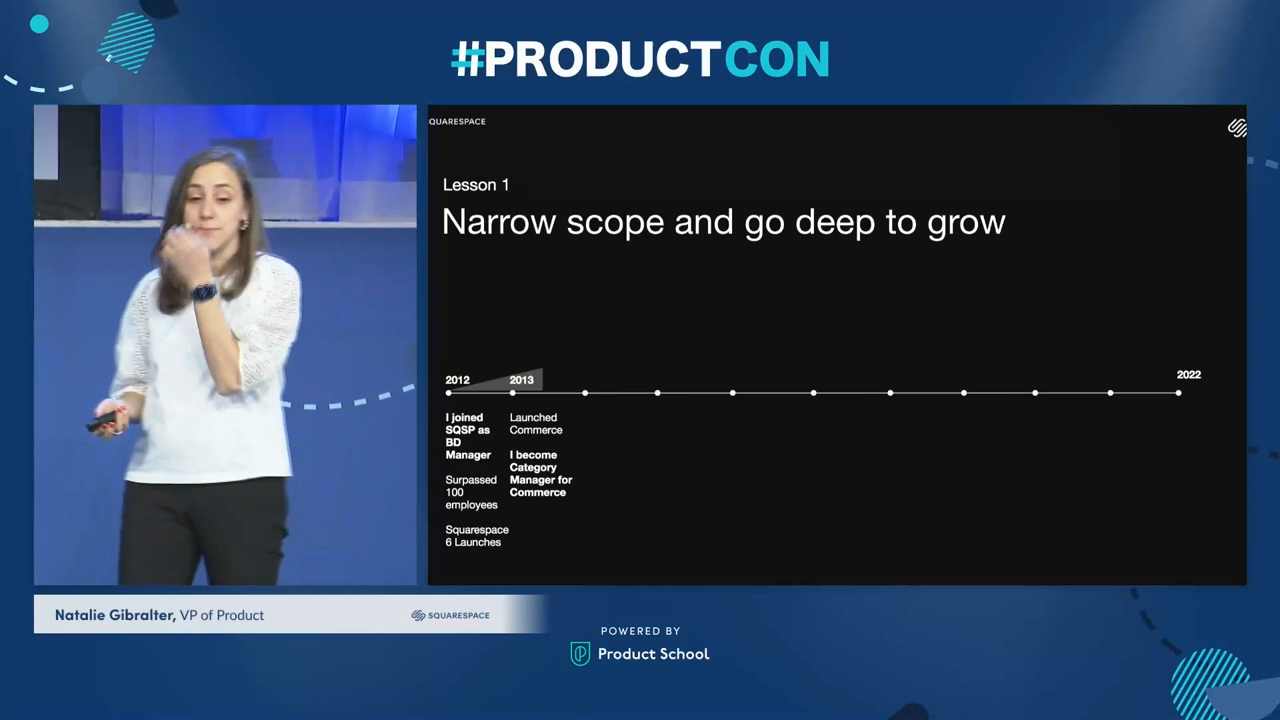 #PRODUCTCON
QUARESPACE
Lesson 1
Narrow scope and go deep to grow
2012
2013
2022
I joined
SQSP as
BD
Manager
Surpassed
100
employees
Squarespace
6 Launches
Launched
Commerce
I become
Category
Manager for
Commerce
Natalie Gibralter, VP of Product
SQUARESPACE
POWERED BY
Product School